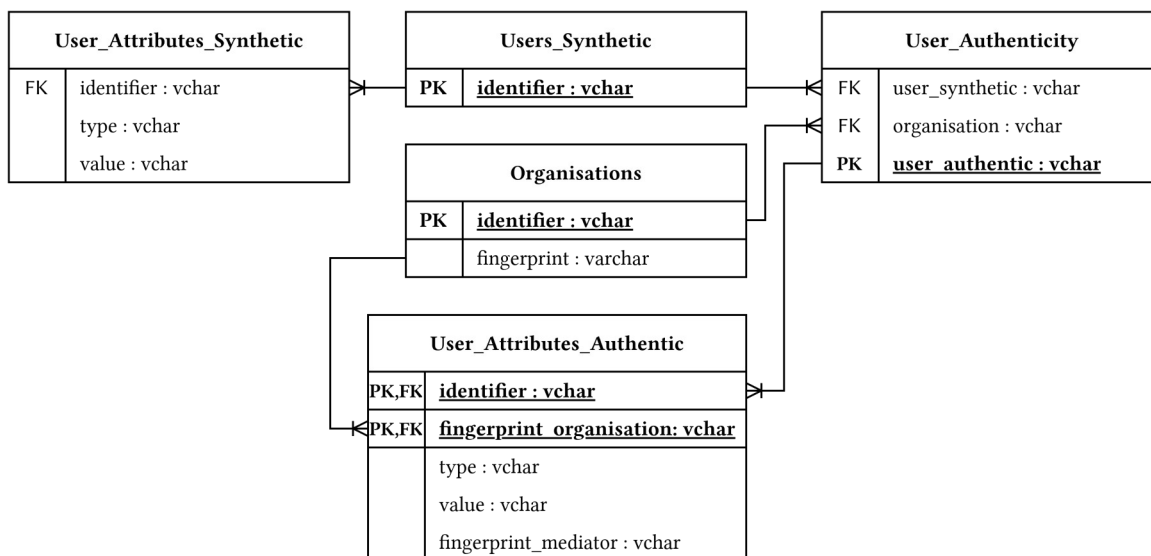 User_Attributes_Synthetic
FK identifier : vchar
type : vchar
value : vchar
Users_Synthetic
PK identifier : vchar
User_Authenticity
FK user_synthetic : vchar
FK organisation : vchar
PK user_authentic : vchar
Organisations
PK identifier : vchar
fingerprint : varchar
User_Attributes_Authentic
PK,FK identifier : vchar
PK,FK fingerprint_organisation: vchar
type : vchar
value : vchar
fingerprint_mediator : vchar